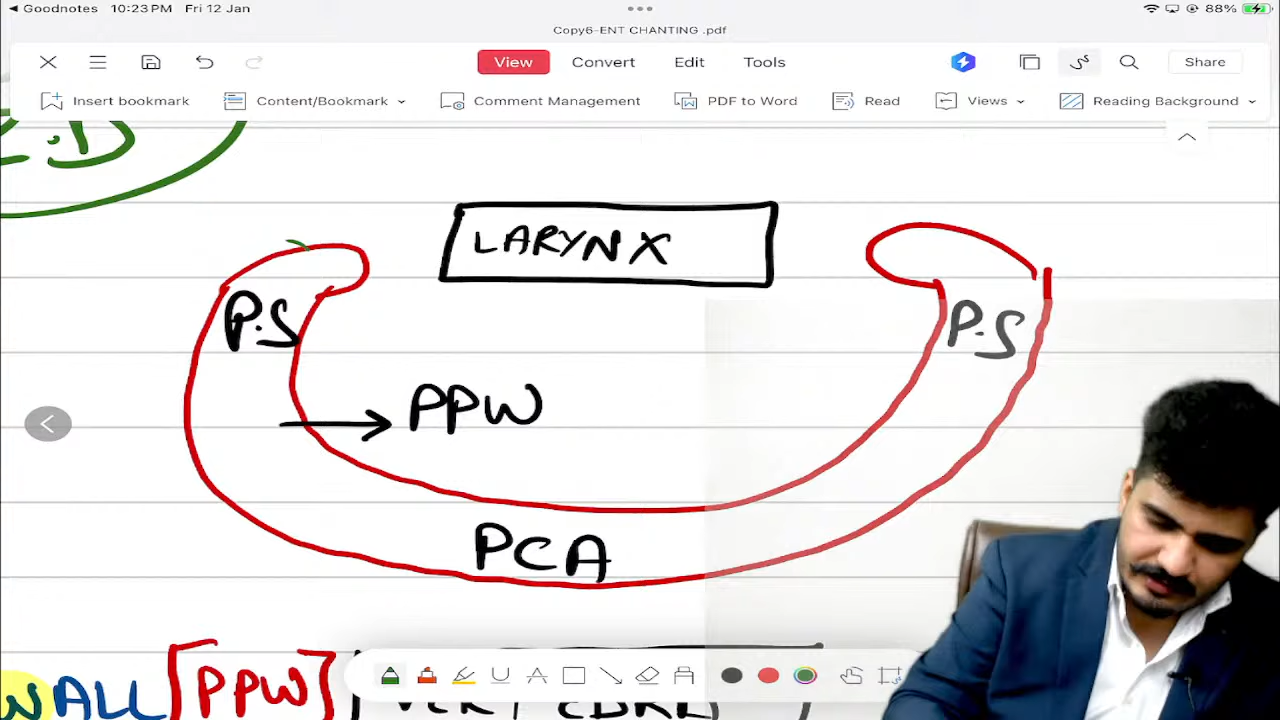 Goodnotes 10:23 PM Fri 12 Jan 88%
Copy6-ENT CHANTING .pdf
View Convert Edit Tools Share
Insert bookmark Content/Bookmark Comment Management PDF to Word Read Views Reading Background
LARYNX
P.S P.S
PPW
PCA
WALL [PPW]